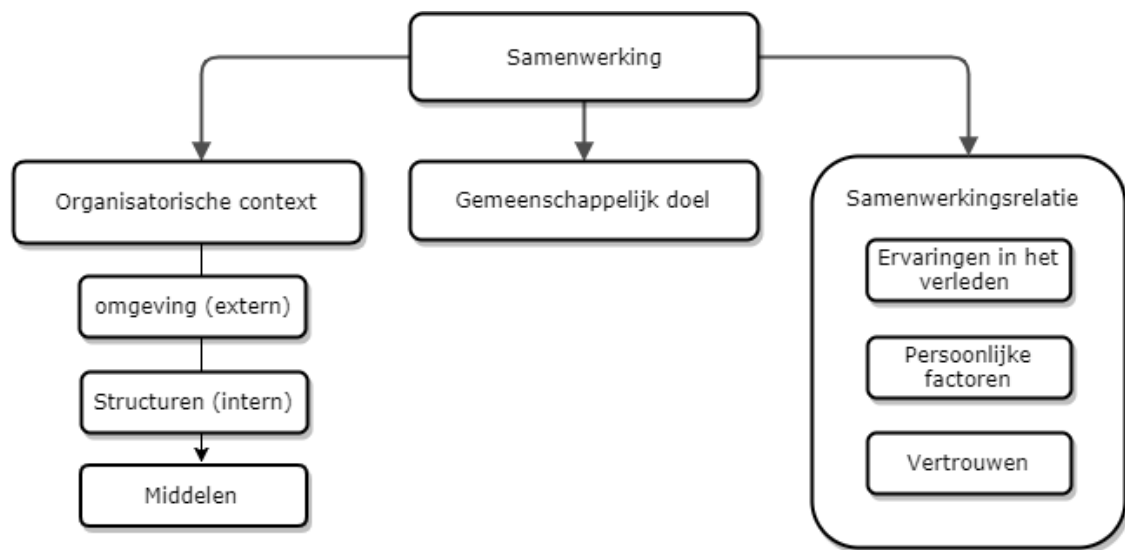 Samenwerking
Organisatorische context
omgeving (extern)
Structuren (intern)
Middelen
Gemeenschappelijk doel
Samenwerkingsrelatie
Ervaringen in het
verleden
Persoonlijke
factoren
Vertrouwen